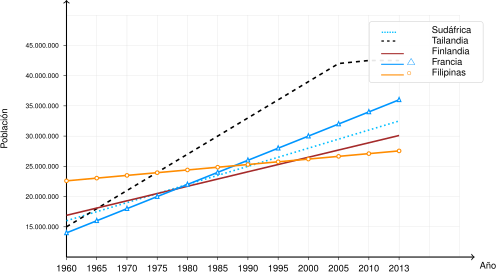 Sudáfrica
Tailandia
Finlandia
Francia
Filipinas
45.000.000
40.000.000
35.000.000
30.000.000
25.000.000
20.000.000
15.000.000
Población
1960 1965 1970 1975 1980 1985 1990 1995 2000 2005 2010 2013
Año